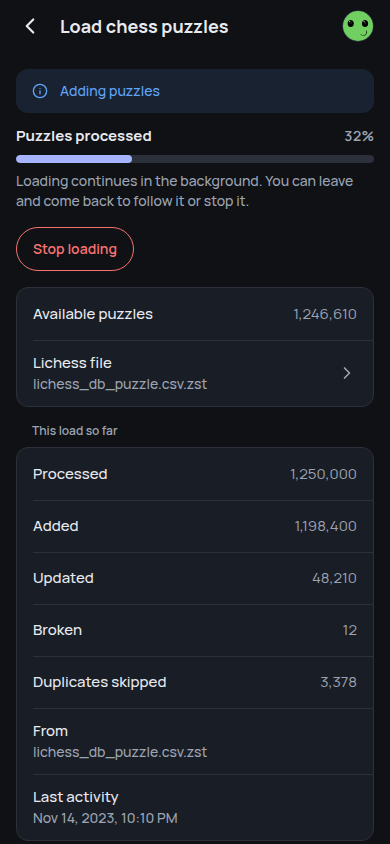 Load chess puzzles
Adding puzzles
Puzzles processed 32%
Loading continues in the background. You can leave
and come back to follow it or stop it.
Stop loading
Available puzzles 1,246,610
Lichess file
lichess_db_puzzle.csv.zst
This load so far
Processed 1,250,000
Added 1,198,400
Updated 48,210
Broken 12
Duplicates skipped 3,378
From
lichess_db_puzzle.csv.zst
Last activity
Nov 14, 2023, 10:10 PM